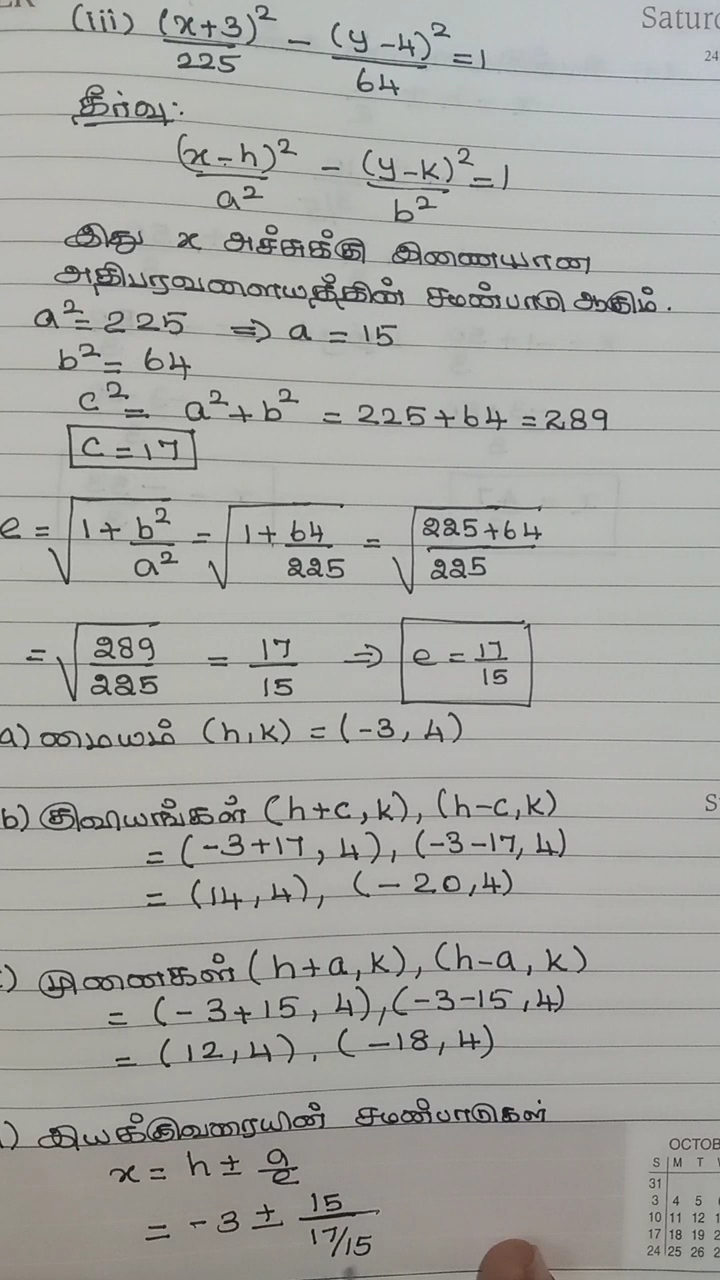 (iii) (x+3)²/225 − (y−4)²/64 = 1
Satur
24
தீர்வு:
(x−h)²/a² − (y−k)²/b² = 1
இது x அச்சுக்கு இணையான
அதிபரவளையத்தின் சமன்பாடு ஆகும்.
a² = 225 ⇒ a = 15
b² = 64
c² = a² + b² = 225 + 64 = 289
c = 17
e = √(1 + b²/a²) = √(1 + 64/225) = √((225+64)/225)
= √(289/225) = 17/15 ⇒ e = 17/15
a) மையம் (h,k) = (−3, 4)
b) குவியங்கள் (h+c, k), (h−c, k)
= (−3+17, 4), (−3−17, 4)
= (14, 4), (−20, 4)
) முனைகள் (h+a, k), (h−a, k)
= (−3+15, 4), (−3−15, 4)
= (12, 4), (−18, 4)
) இயக்குவரையின் சமன்பாடுகள்
x = h ± a/e
= −3 ± 15/(17/15)
OCTOB
S M T
31
3 4 5
10 11 12 1
17 18 19 2
24 25 26 2